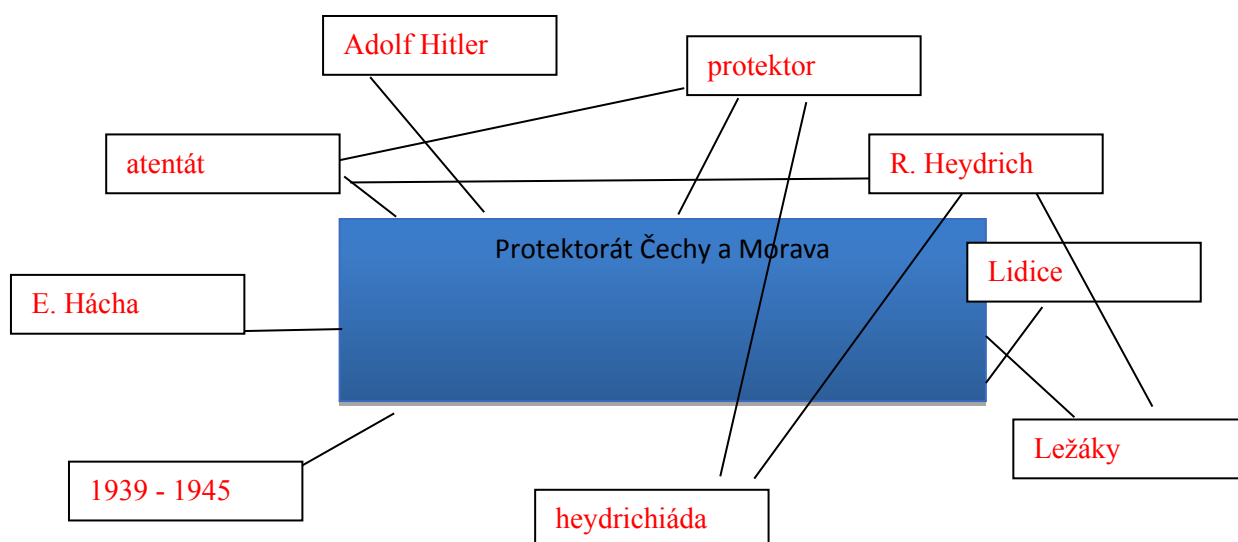 Adolf Hitler
protektor
atentát
R. Heydrich
Protektorát Čechy a Morava
Lidice
E. Hácha
Ležáky
1939 - 1945
heydrichiáda